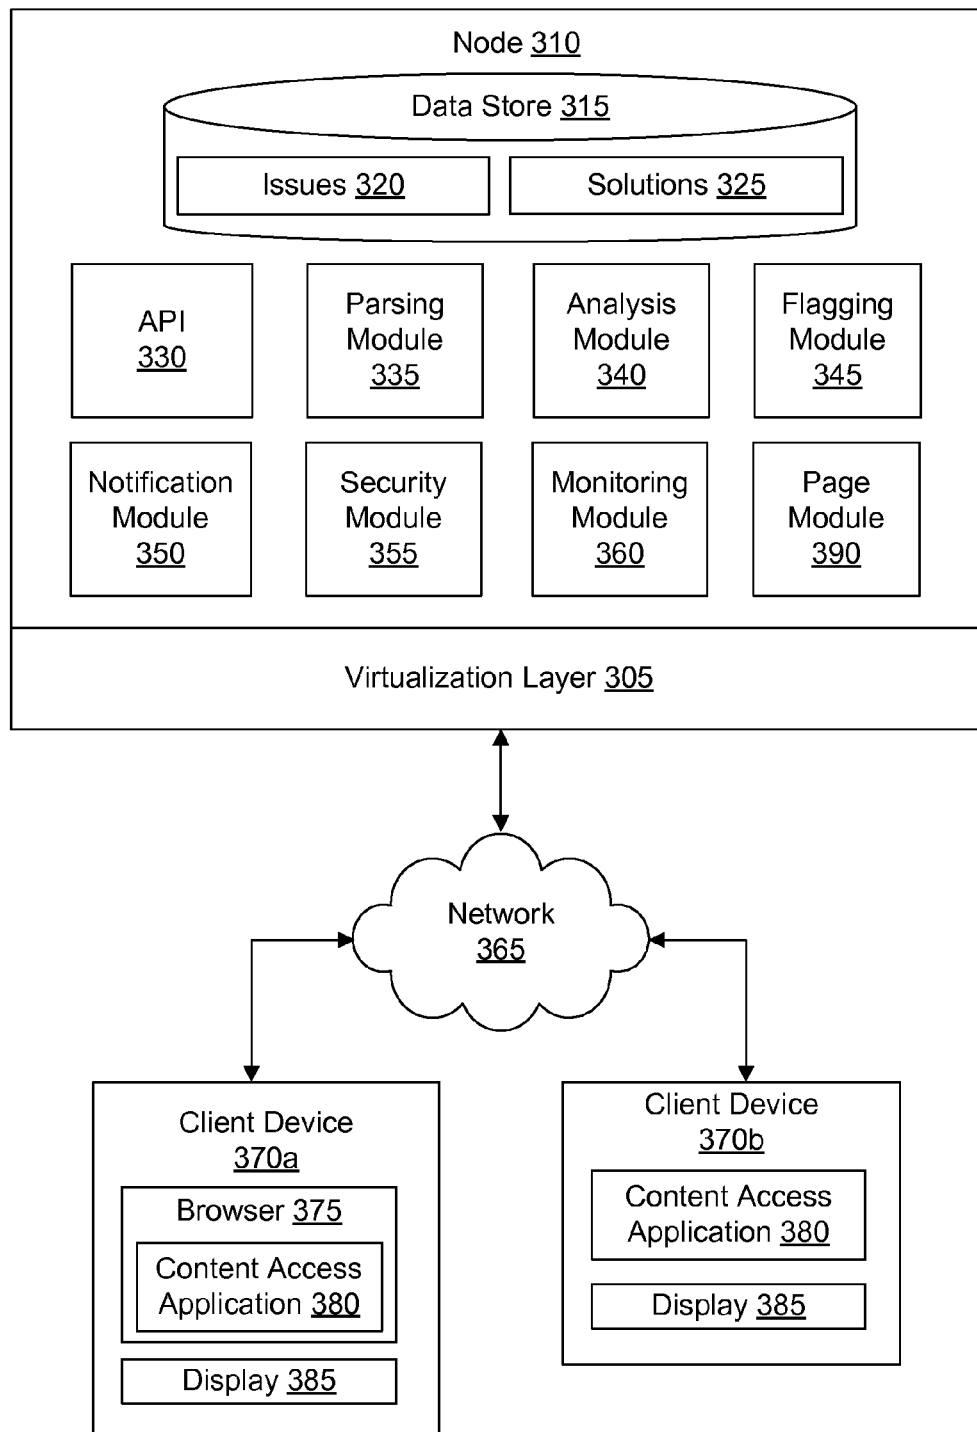 Node 310
Data Store 315
Issues 320
Solutions 325
API
330
Parsing
Module
335
Analysis
Module
340
Flagging
Module
345
Notification
Module
350
Security
Module
355
Monitoring
Module
360
Page
Module
390
Virtualization Layer 305
Network
365
Client Device
370a
Browser 375
Content Access
Application 380
Display 385
Client Device
370b
Content Access
Application 380
Display 385